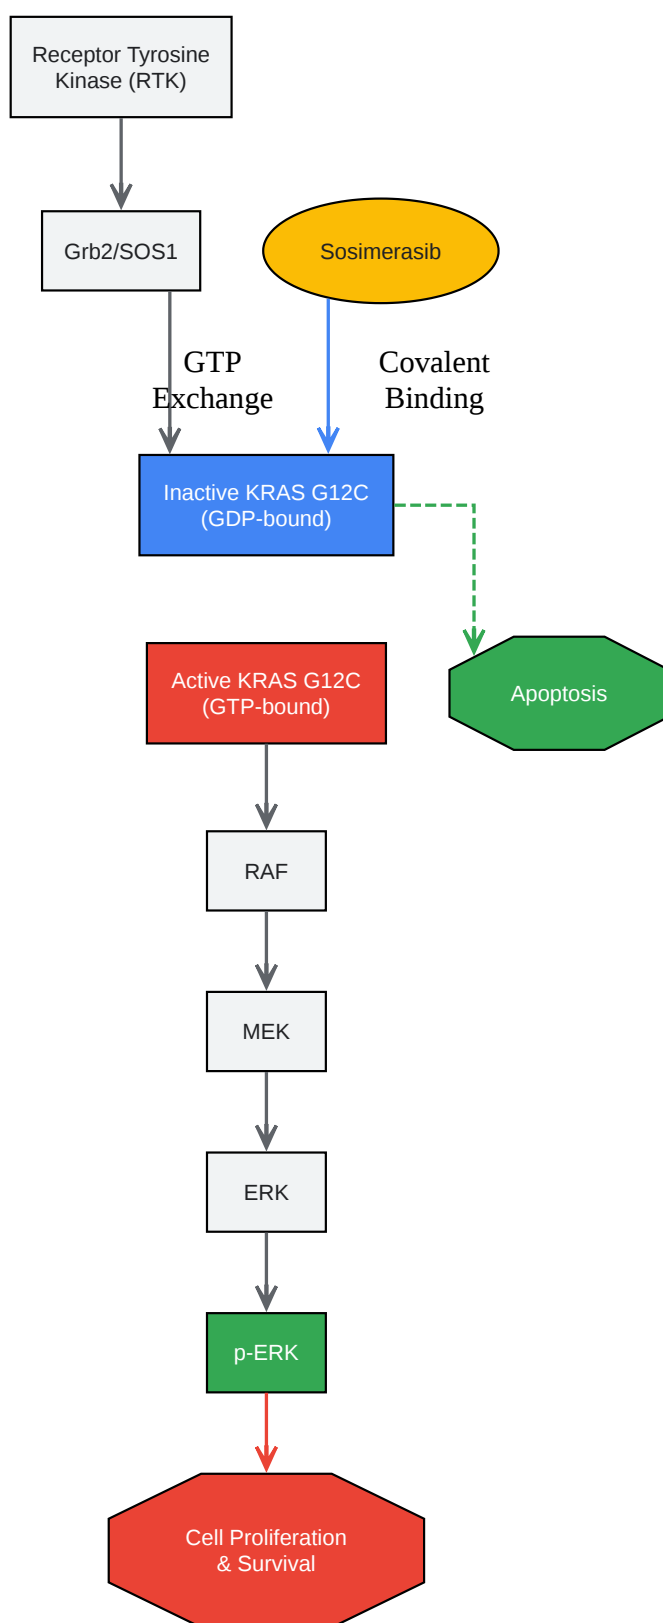 Receptor Tyrosine
Kinase (RTK)
Grb2/SOS1
Sosimerasib
GTP
Exchange
Covalent
Binding
Inactive KRAS G12C
(GDP-bound)
Active KRAS G12C
(GTP-bound)
Apoptosis
RAF
MEK
ERK
p-ERK
Cell Proliferation
& Survival